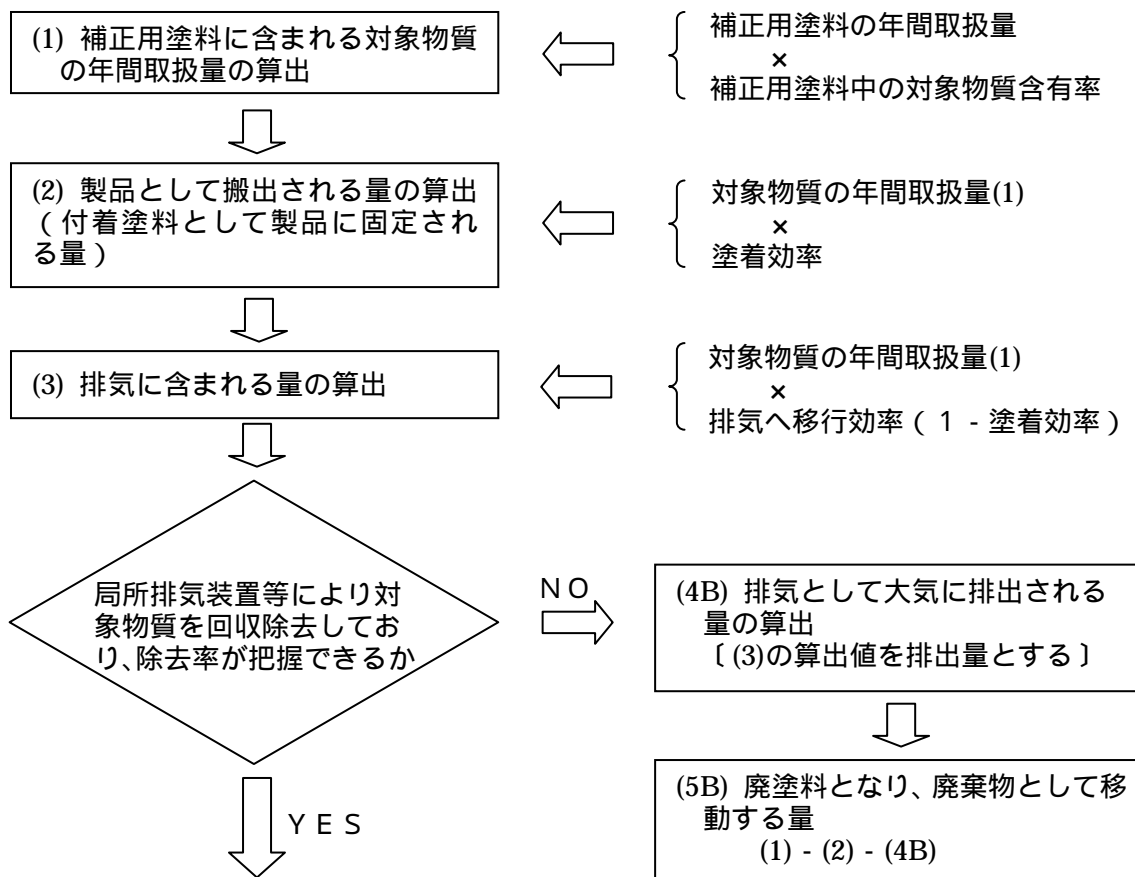 (1) 補正用塗料に含まれる対象物質
の年間取扱量の算出
補正用塗料の年間取扱量
×
補正用塗料中の対象物質含有率
(2) 製品として搬出される量の算出
(付着塗料として製品に固定され
る量)
対象物質の年間取扱量(1)
×
塗着効率
(3) 排気に含まれる量の算出
対象物質の年間取扱量(1)
×
排気へ移行効率(1-塗着効率)
局所排気装置等により対
象物質を回収除去してお
り、除去率が把握できるか
NO
(4B) 排気として大気に排出される
量の算出
〔(3)の算出値を排出量とする〕
YES
(5B) 廃塗料となり、廃棄物として移
動する量
(1) - (2) - (4B)